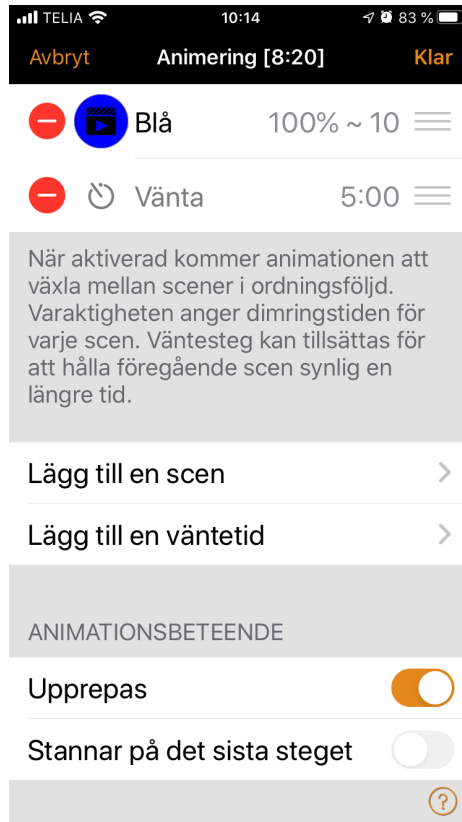 TELIA 10:14 83 %
Avbryt Animering [8:20] Klar
Blå 100% ~ 10
Vänta 5:00
När aktiverad kommer animationen att
växla mellan scener i ordningsföljd.
Varaktigheten anger dimringstiden för
varje scen. Väntesteg kan tillsättas för
att hålla föregående scen synlig en
längre tid.
Lägg till en scen
Lägg till en väntetid
ANIMATIONSBETEENDE
Upprepas
Stannar på det sista steget
?